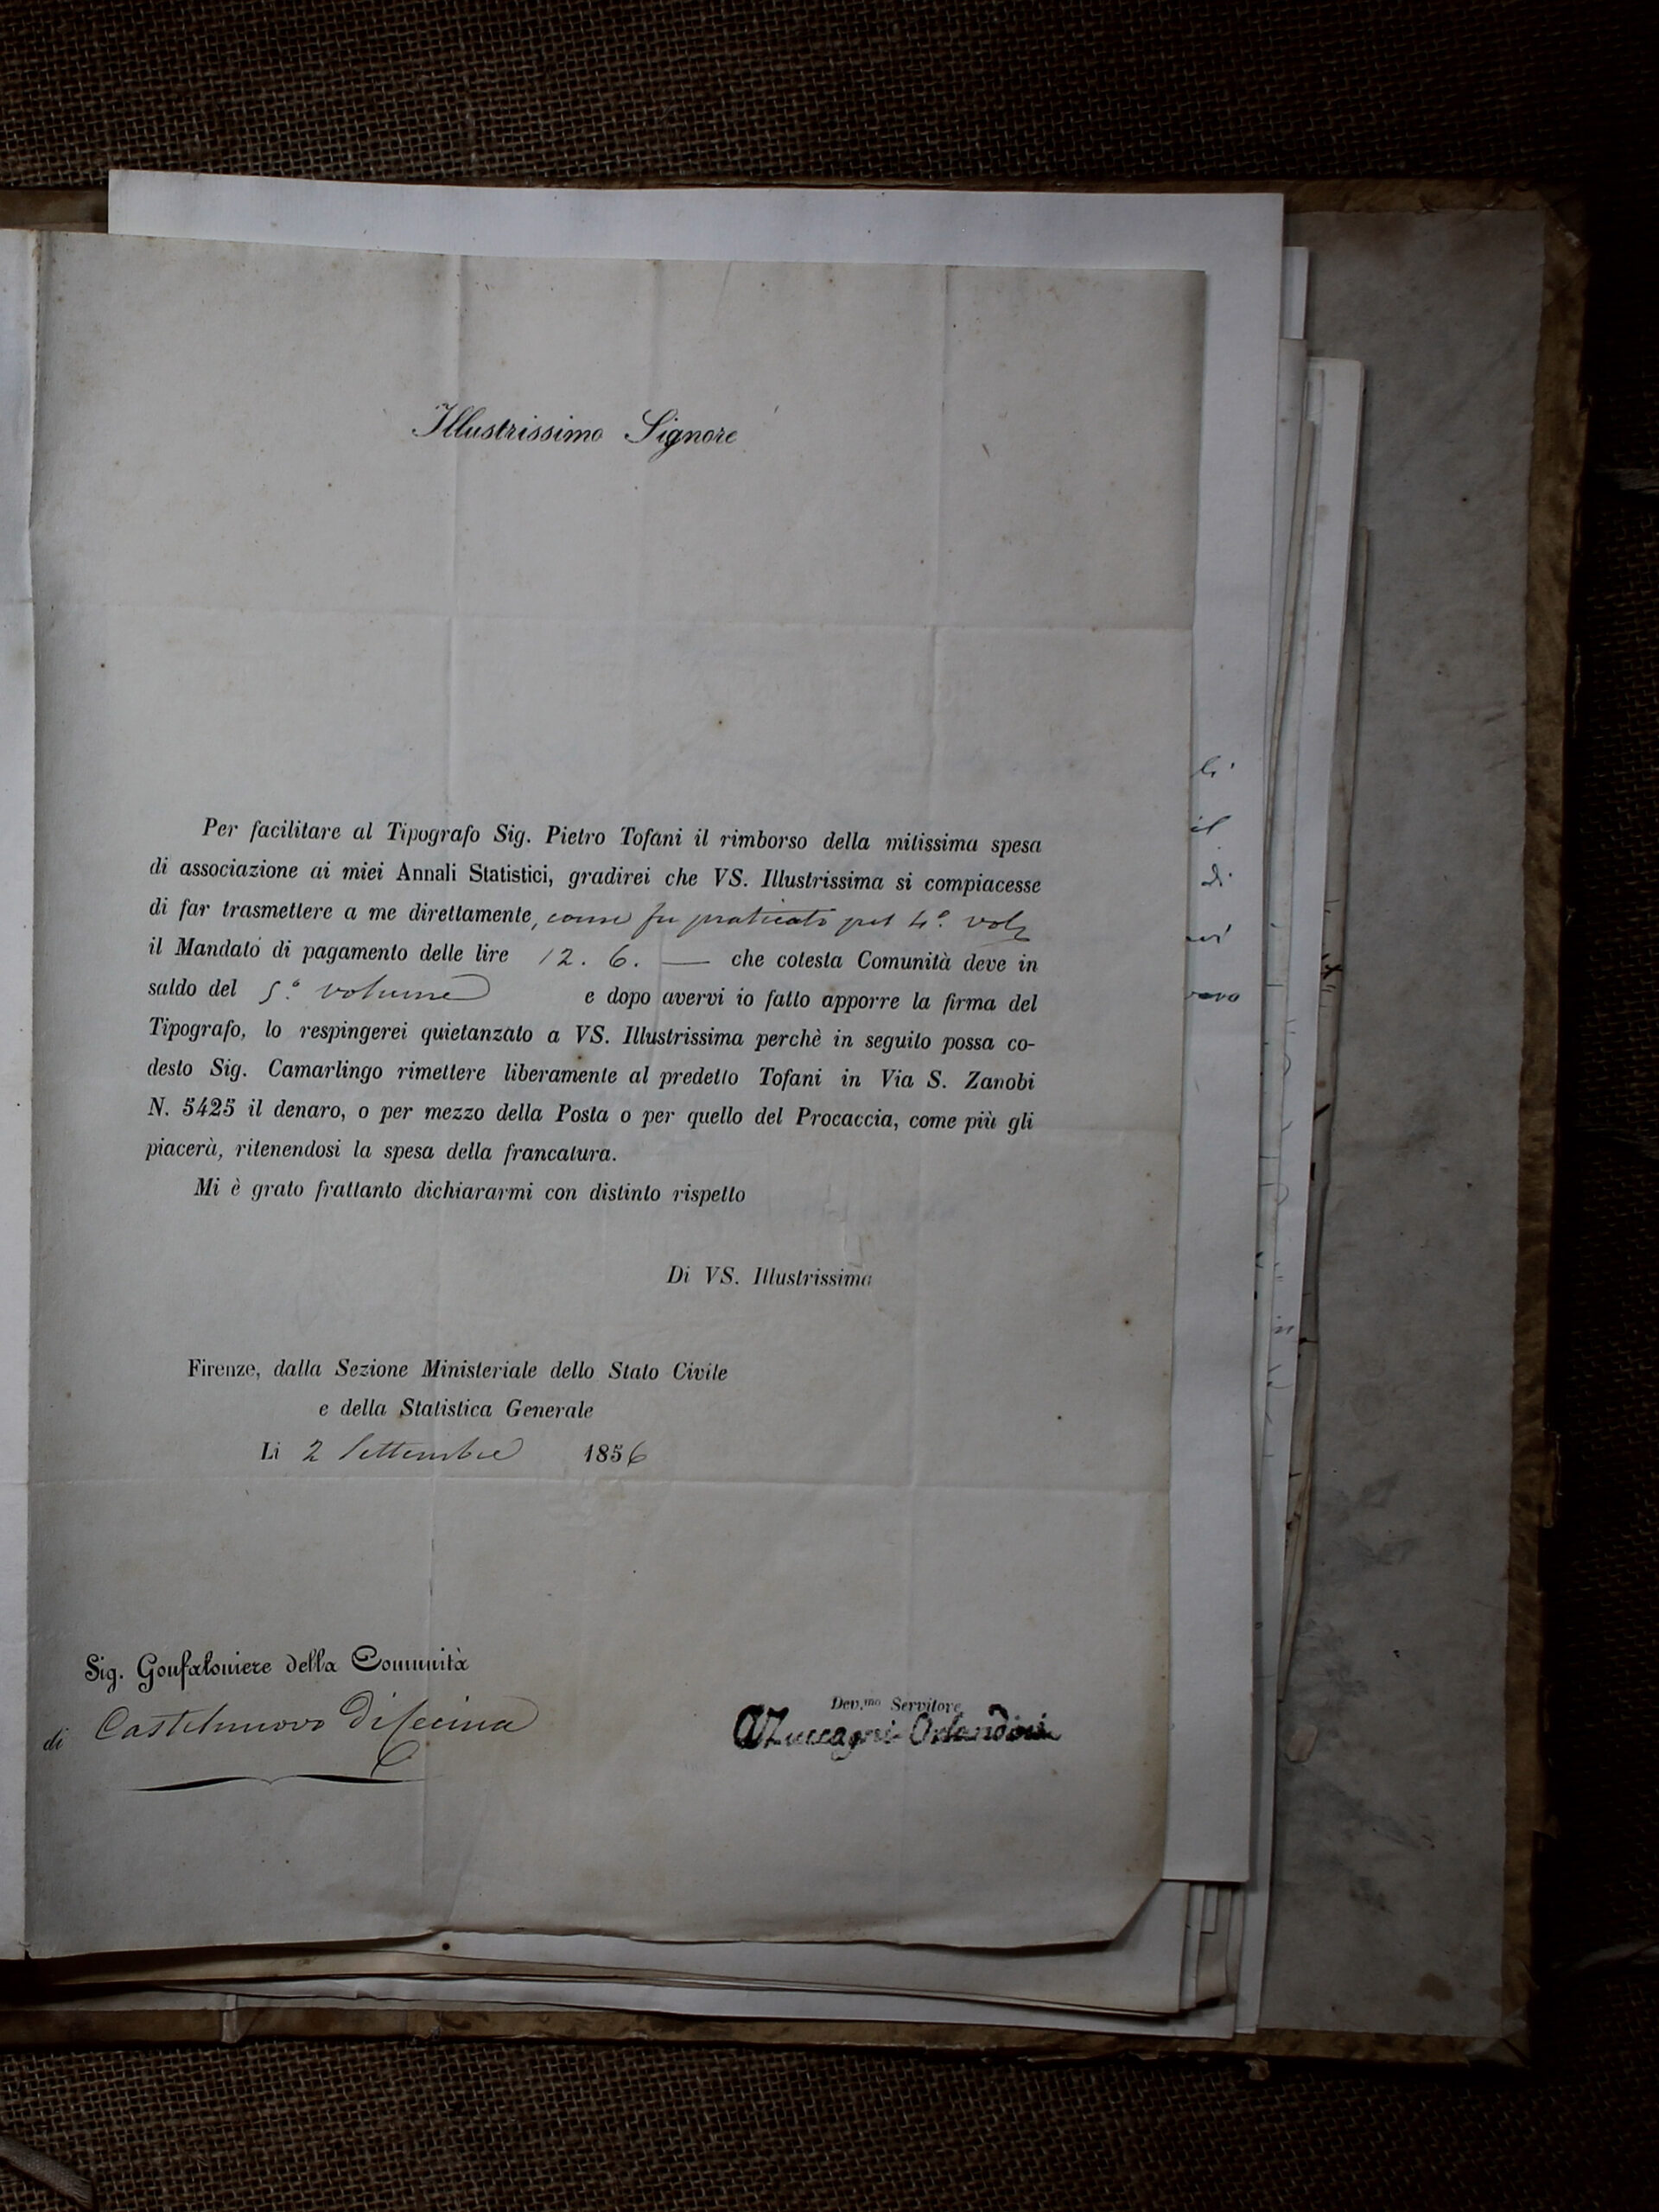 Illustrissimo Signore
Per facilitare al Tipografo Sig. Pietro Tofani il rimborso della mitissima spesa
di associazione ai miei Annali Statistici, gradirei che VS. Illustrissima si compiacesse
di far trasmettere a me direttamente, come fu praticato pel 4.° vol.
il Mandato di pagamento delle lire 12. 6. — che cotesta Comunità deve in
saldo del 5.° volume e dopo avervi io fatto apporre la firma del
Tipografo, lo respingerei quietanzato a VS. Illustrissima perchè in seguito possa co-
desto Sig. Camarlingo rimettere liberamente al predetto Tofani in Via S. Zanobi
N. 5425 il denaro, o per mezzo della Posta o per quello del Procaccia, come più gli
piacerà, ritenendosi la spesa della francatura.
Mi è grato frattanto dichiararmi con distinto rispetto
Di VS. Illustrissima
Firenze, dalla Sezione Ministeriale dello Stato Civile
e della Statistica Generale
Li 2 Settembre 1856
Sig. Gonfaloniere della Comunità
di Castelnuovo di Cecina
Dev.mo Servitore
A Zuccagni-Orlandini
il
di